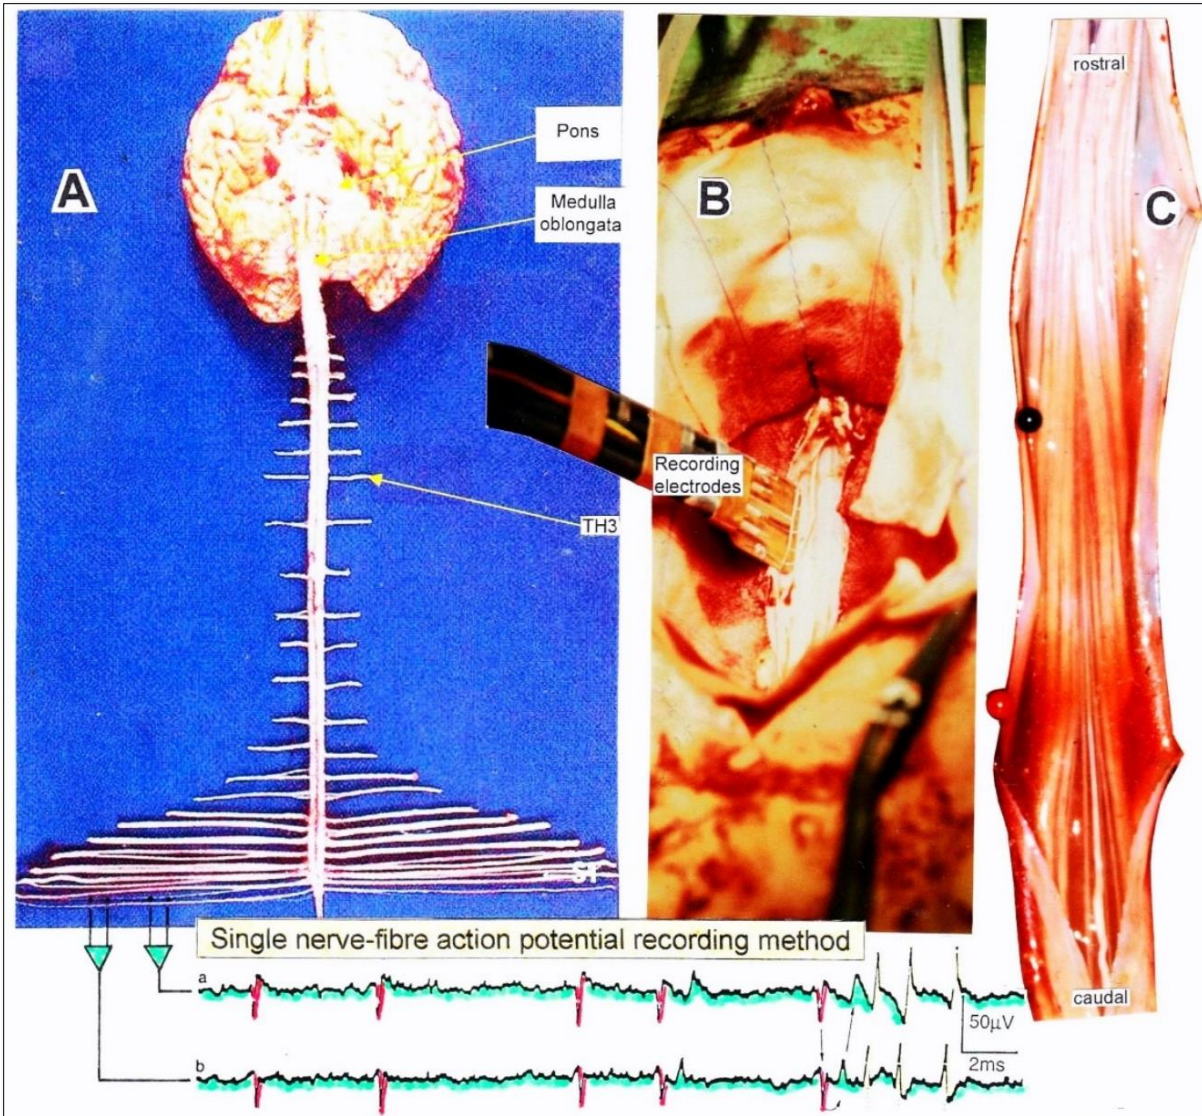 A
Pons
Medulla
oblongata
TH3
S1
B
Recording
electrodes
rostral
C
caudal
Single nerve-fibre action potential recording method
a
50µV
2ms
b